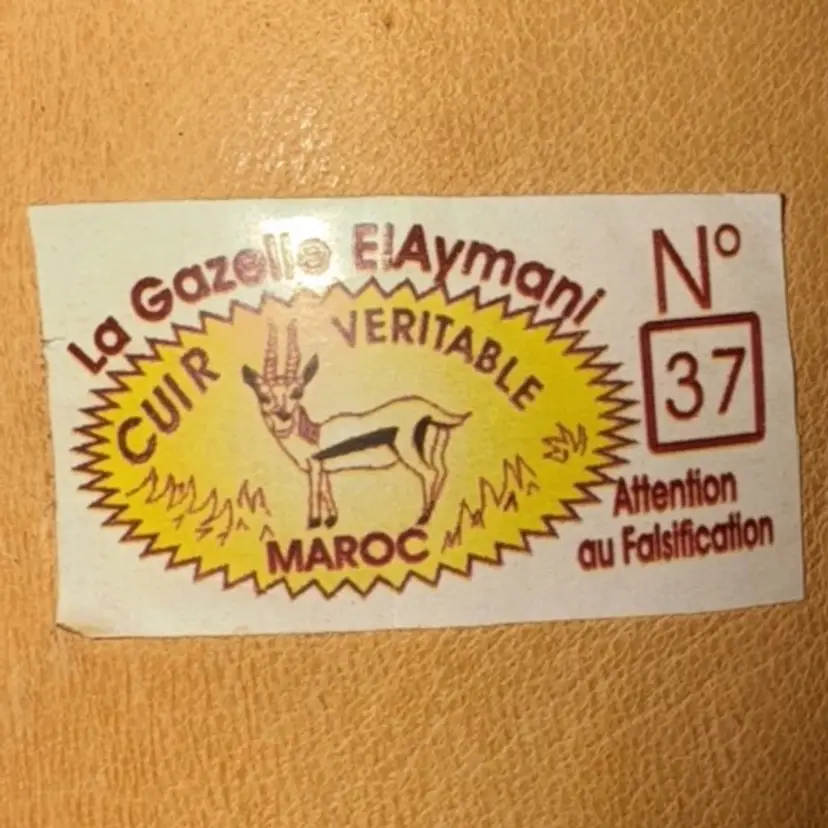 La Gazelle ElAymani
CUIR VERITABLE
MAROC
N°
37
Attention
au Falsification